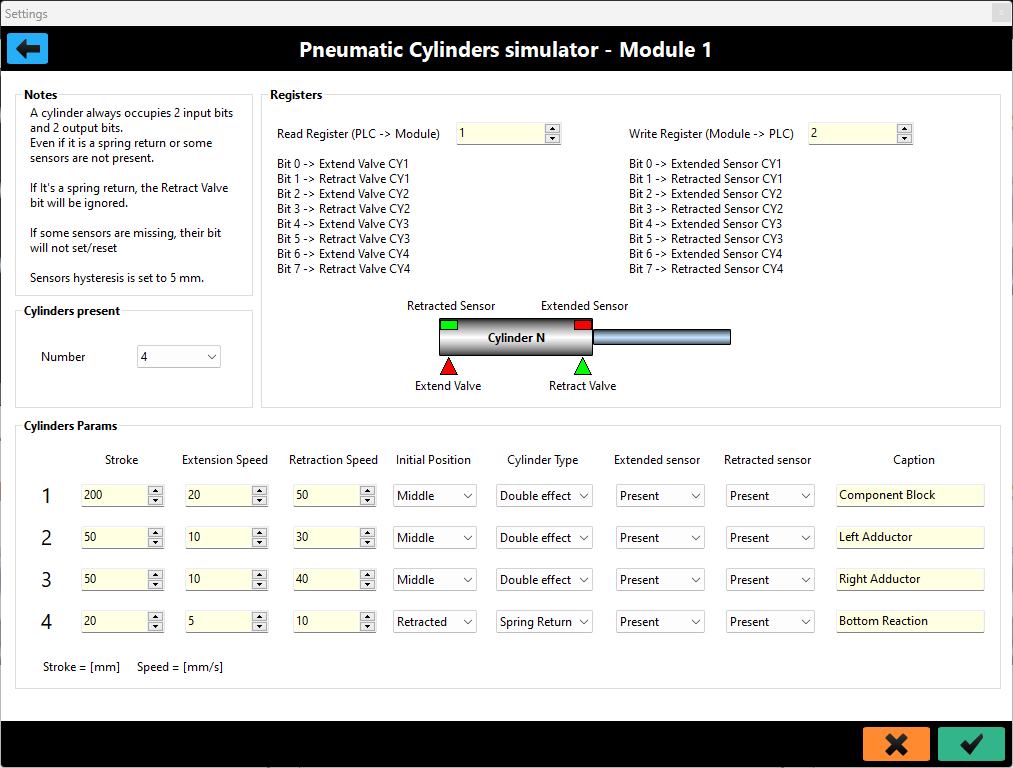 Settings
Pneumatic Cylinders simulator - Module 1
Notes
A cylinder always occupies 2 input bits
and 2 output bits.
Even if it is a spring return or some
sensors are not present.
If It's a spring return, the Retract Valve
bit will be ignored.
If some sensors are missing, their bit
will not set/reset
Sensors hysteresis is set to 5 mm.
Cylinders present
Number 4
Registers
Read Register (PLC -> Module) 1
Bit 0 -> Extend Valve CY1
Bit 1 -> Retract Valve CY1
Bit 2 -> Extend Valve CY2
Bit 3 -> Retract Valve CY2
Bit 4 -> Extend Valve CY3
Bit 5 -> Retract Valve CY3
Bit 6 -> Extend Valve CY4
Bit 7 -> Retract Valve CY4
Write Register (Module -> PLC) 2
Bit 0 -> Extended Sensor CY1
Bit 1 -> Retracted Sensor CY1
Bit 2 -> Extended Sensor CY2
Bit 3 -> Retracted Sensor CY2
Bit 4 -> Extended Sensor CY3
Bit 5 -> Retracted Sensor CY3
Bit 6 -> Extended Sensor CY4
Bit 7 -> Retracted Sensor CY4
Retracted Sensor Extended Sensor
Cylinder N
Extend Valve Retract Valve
Cylinders Params
Stroke Extension Speed Retraction Speed Initial Position Cylinder Type Extended sensor Retracted sensor Caption
1 200 20 50 Middle Double effect Present Present Component Block
2 50 10 30 Middle Double effect Present Present Left Adductor
3 50 10 40 Middle Double effect Present Present Right Adductor
4 20 5 10 Retracted Spring Return Present Present Bottom Reaction
Stroke = [mm] Speed = [mm/s]